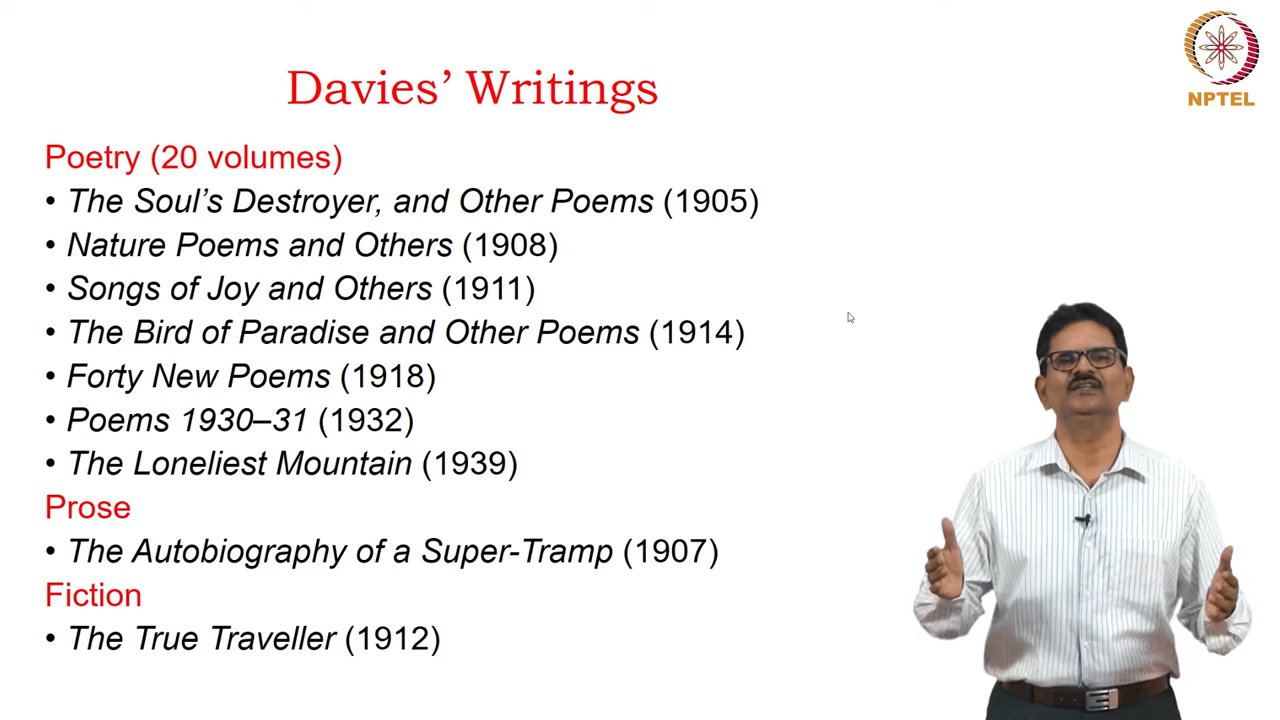 Davies’ Writings
NPTEL
Poetry (20 volumes)
• The Soul’s Destroyer, and Other Poems (1905)
• Nature Poems and Others (1908)
• Songs of Joy and Others (1911)
• The Bird of Paradise and Other Poems (1914)
• Forty New Poems (1918)
• Poems 1930–31 (1932)
• The Loneliest Mountain (1939)
Prose
• The Autobiography of a Super-Tramp (1907)
Fiction
• The True Traveller (1912)